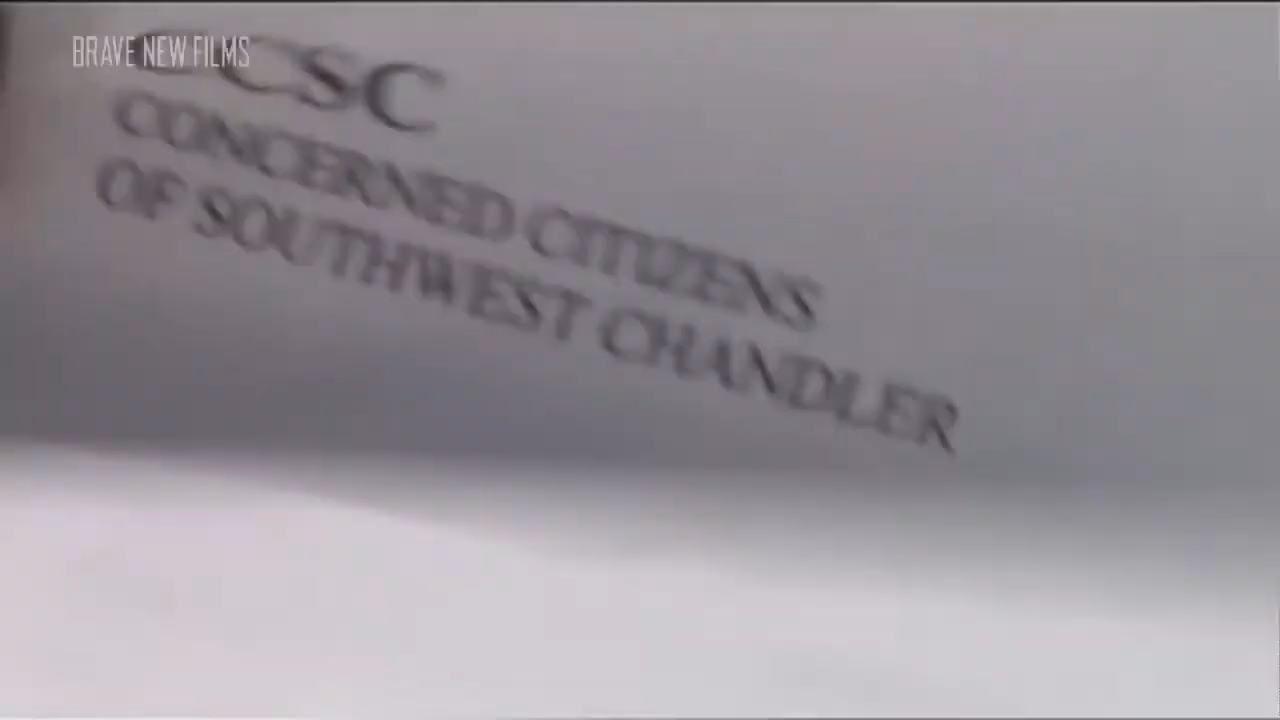 BRAVE NEW FILMS
CCSC
CONCERNED CITIZENS
OF SOUTHWEST CHANDLER